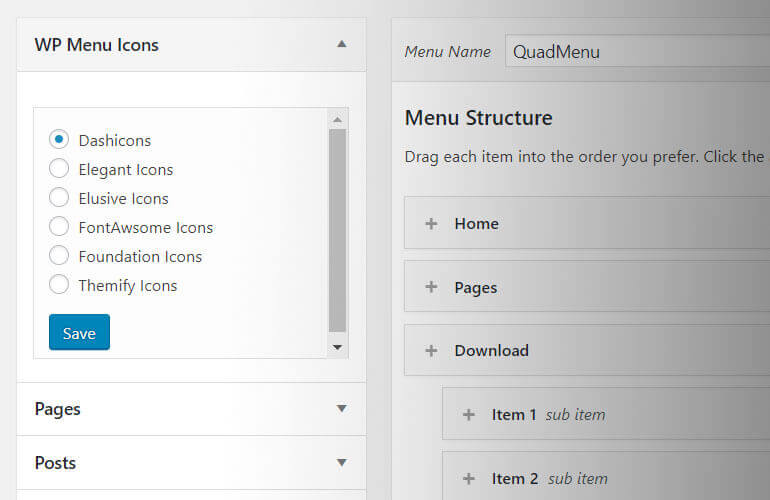 WP Menu Icons
Dashicons
Elegant Icons
Elusive Icons
FontAwsome Icons
Foundation Icons
Themify Icons
Save
Pages
Posts
Menu Name QuadMenu
Menu Structure
Drag each item into the order you prefer. Click the
Home
Pages
Download
Item 1 sub item
Item 2 sub item